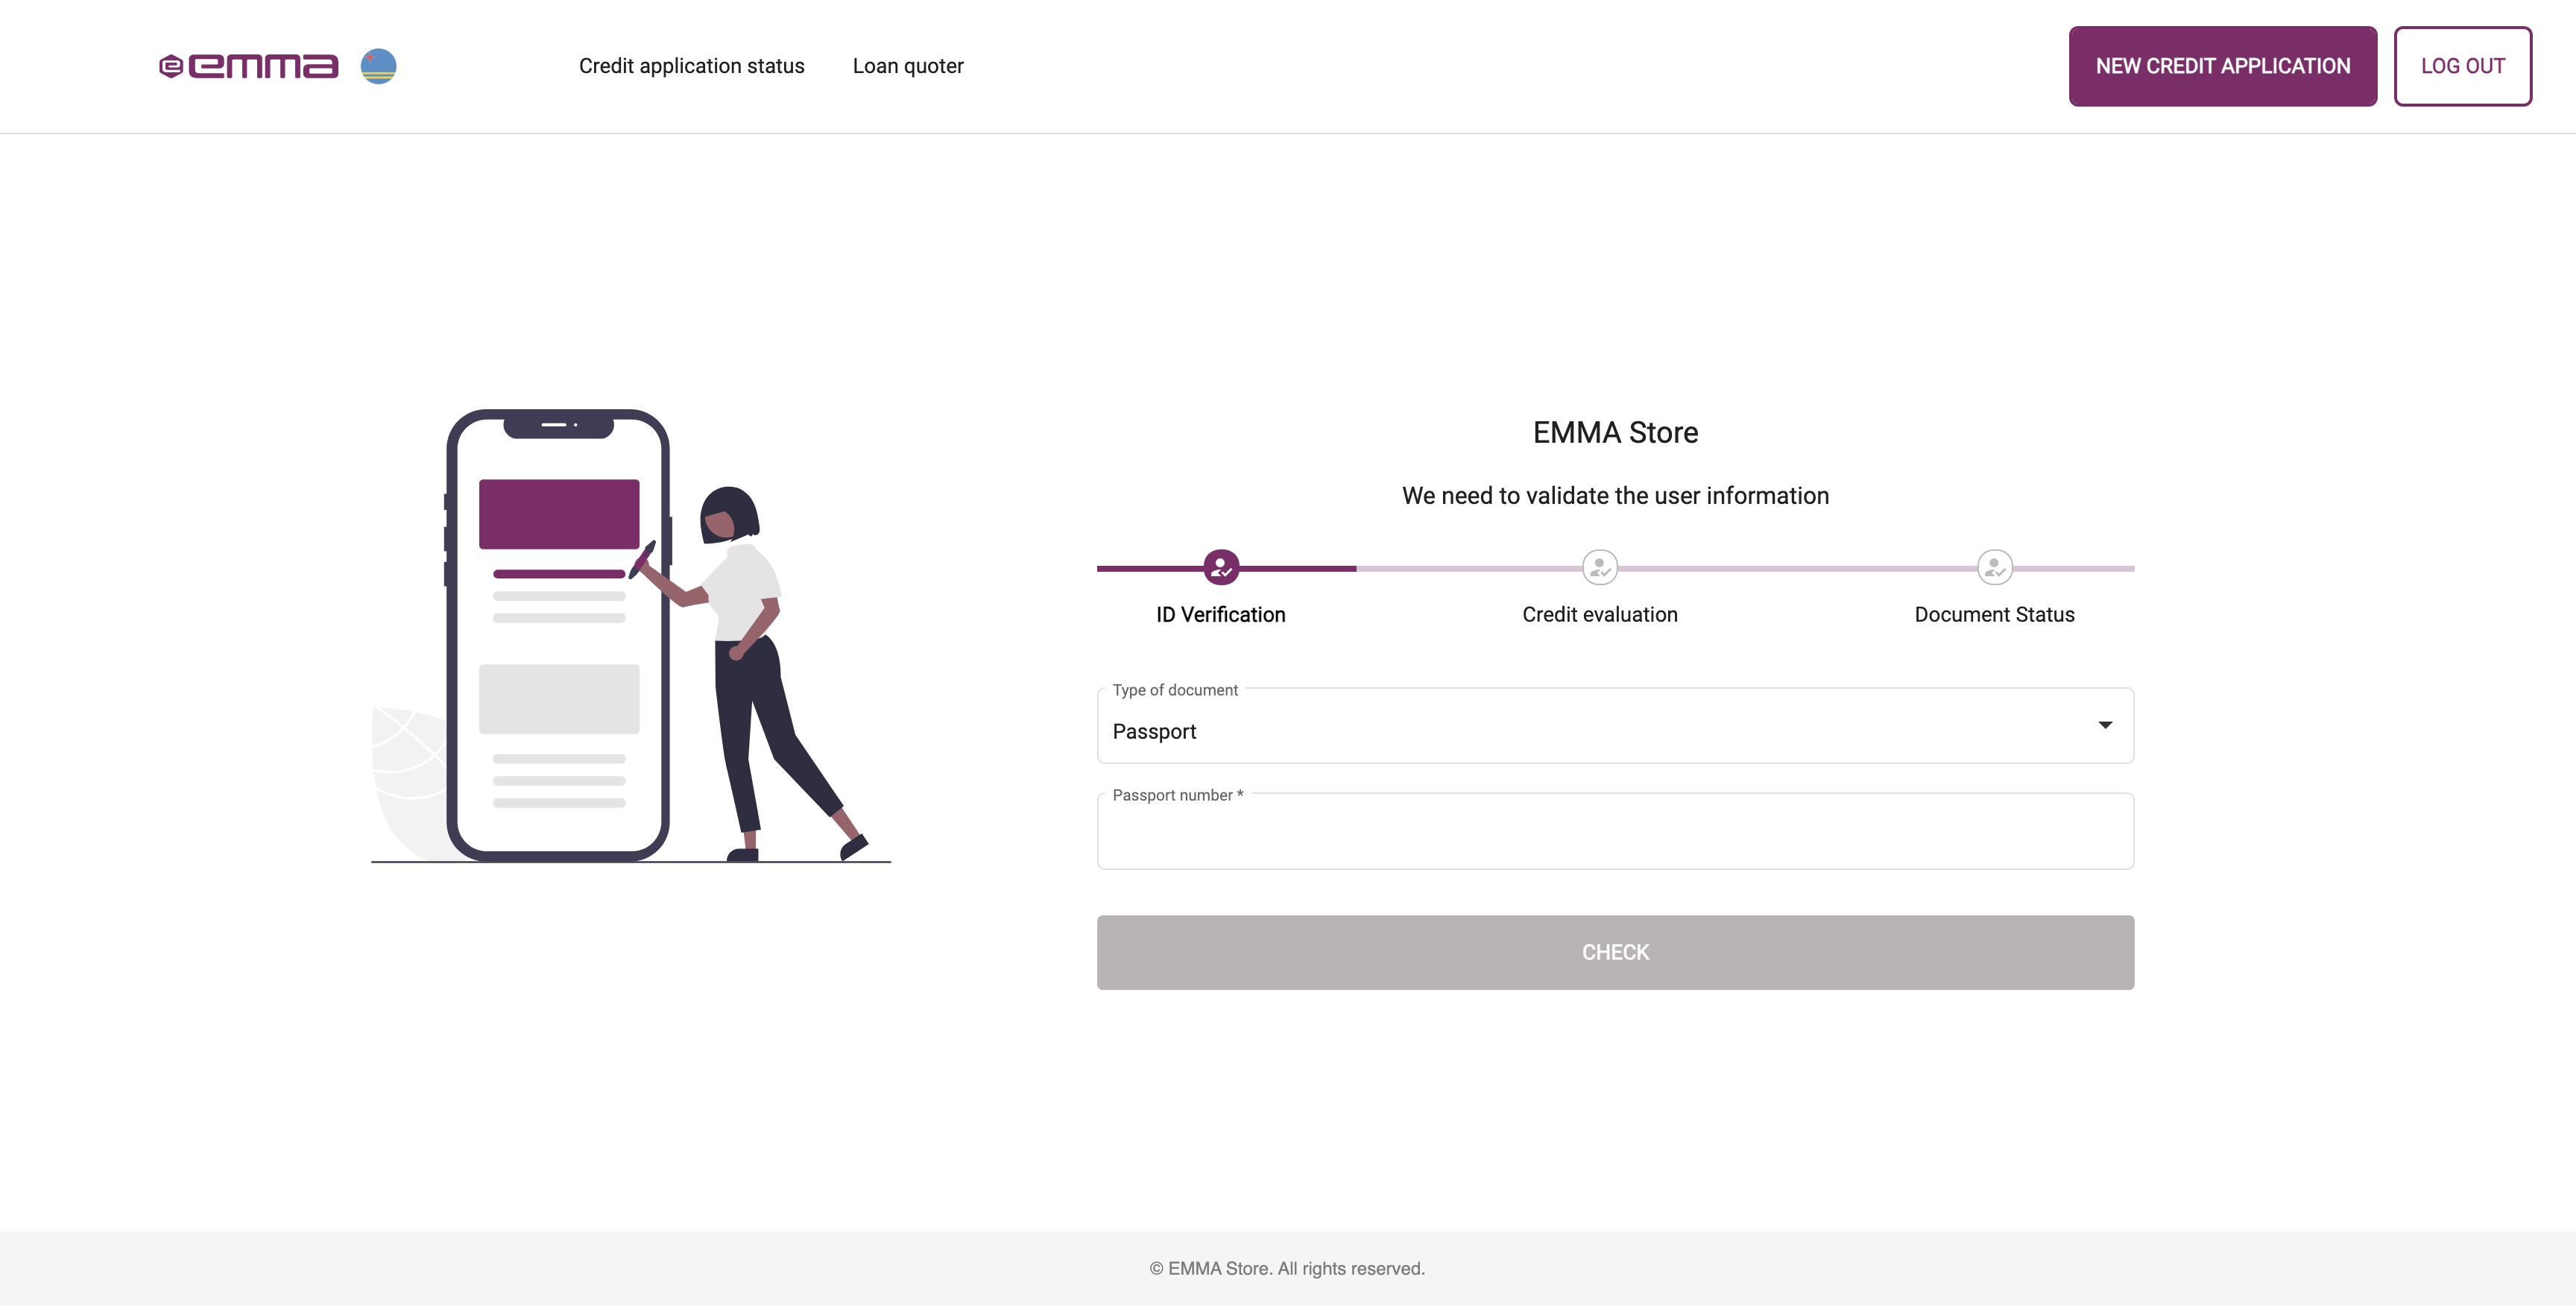 emma
Credit application status
Loan quoter
NEW CREDIT APPLICATION
LOG OUT
EMMA Store
We need to validate the user information
ID Verification
Credit evaluation
Document Status
Type of document
Passport
Passport number *
CHECK
© EMMA Store. All rights reserved.